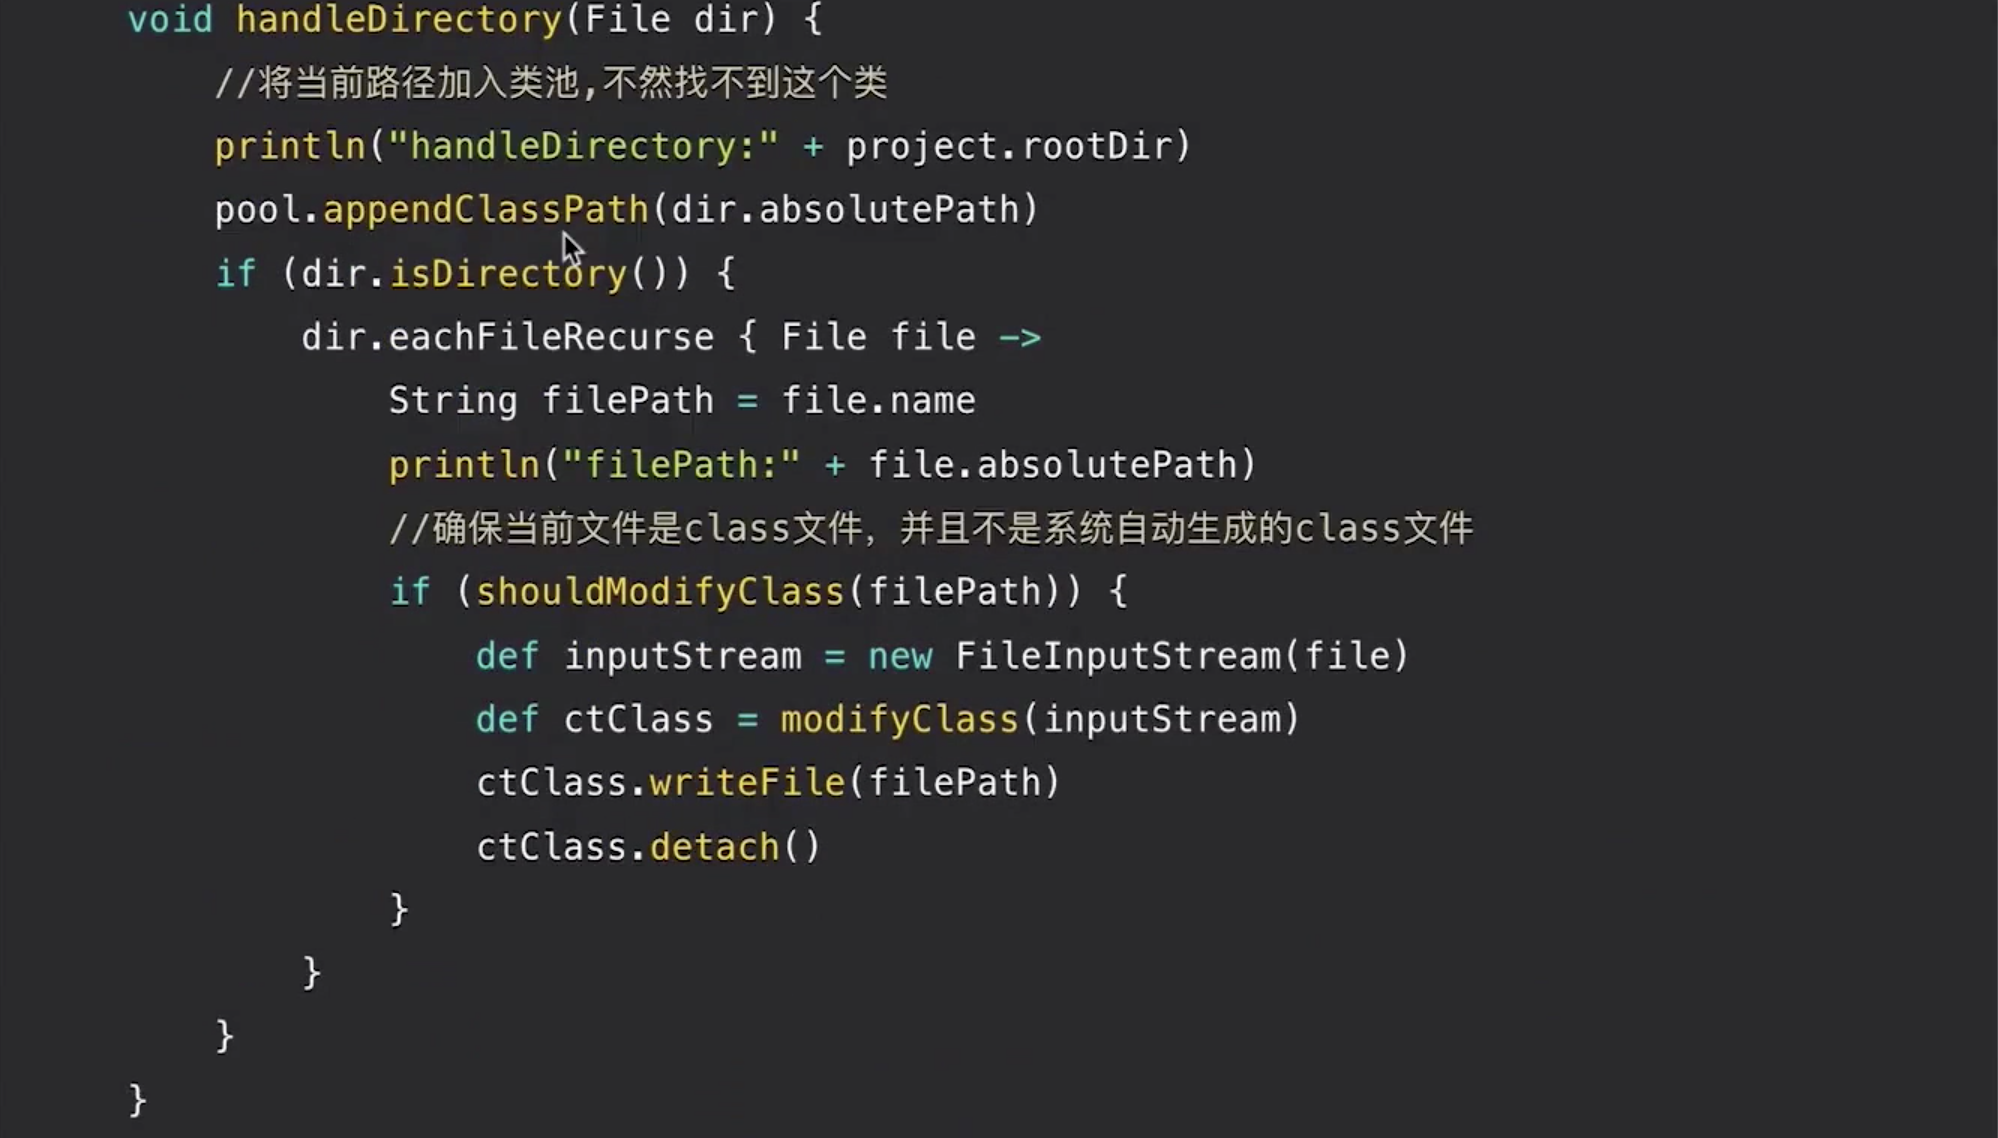 void handleDirectory(File dir) {
//将当前路径加入类池,不然找不到这个类
println("handleDirectory:" + project.rootDir)
pool.appendClassPath(dir.absolutePath)
if (dir.isDirectory()) {
dir.eachFileRecurse { File file ->
String filePath = file.name
println("filePath:" + file.absolutePath)
//确保当前文件是class文件，并且不是系统自动生成的class文件
if (shouldModifyClass(filePath)) {
def inputStream = new FileInputStream(file)
def ctClass = modifyClass(inputStream)
ctClass.writeFile(filePath)
ctClass.detach()
}
}
}
}